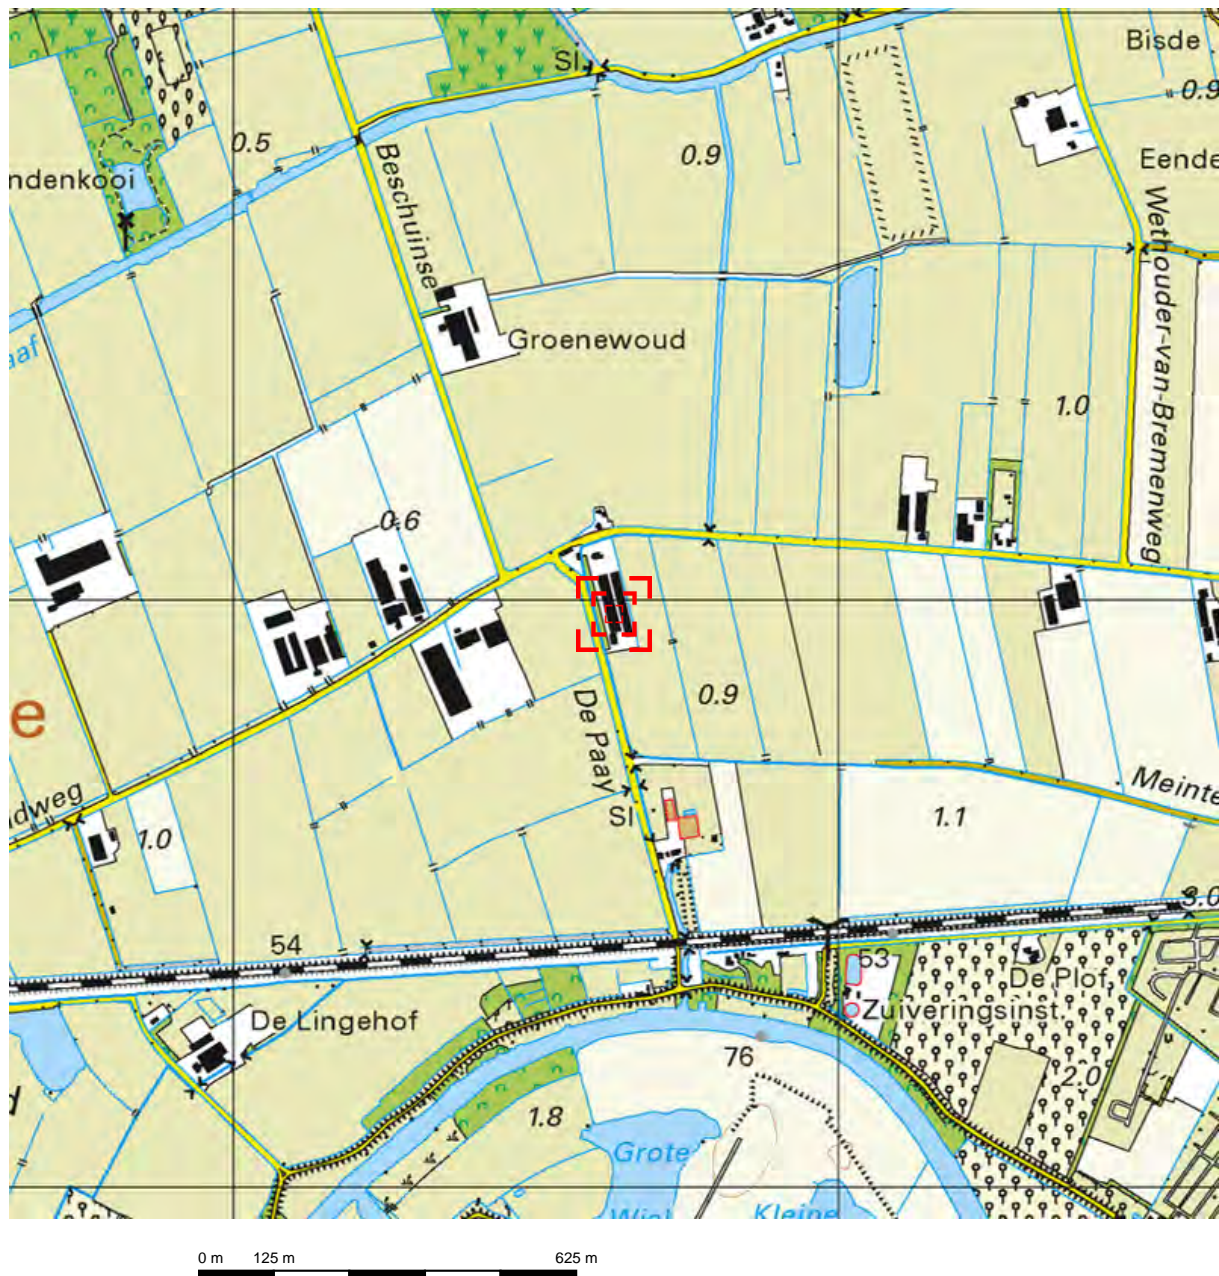 Bisde
0.9
Sl
0.5
0.9
Eende
ndenkooi
Beschuinse
Wethouder-van-Bremenweg
Groenewoud
aaf
1.0
0.6
e
0.9
De Paay
Meinte
dweg
Sl
1.1
1.0
3.0
54
53
De Plof
De Lingehof
Zuiveringsinst.
76
2.0
d
1.8
Grote
Wiel
Kleine
0 m 125 m 625 m